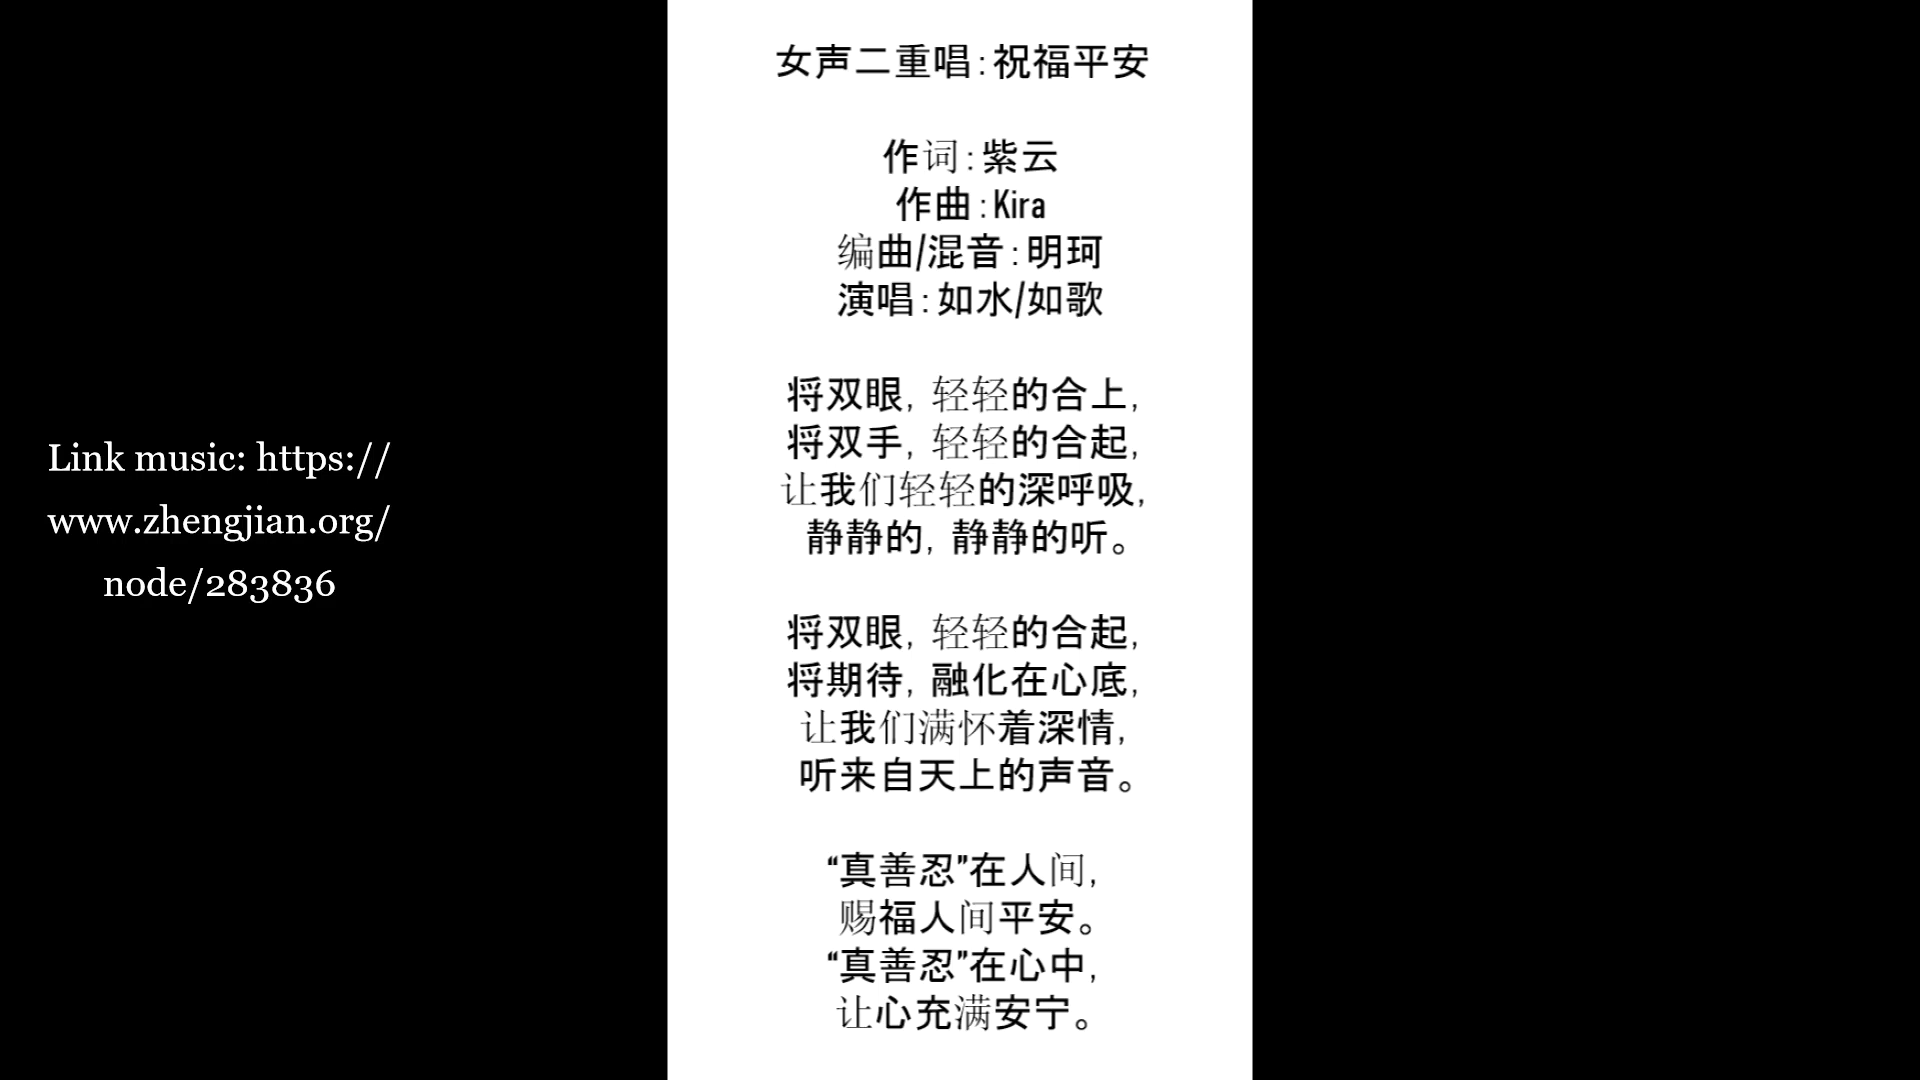 Link music: https://
www.zhengjian.org/
node/283836
女声二重唱:祝福平安
作词:紫云
作曲:Kira
编曲/混音:明珂
演唱:如水/如歌
将双眼, 轻轻的合上,
将双手, 轻轻的合起,
让我们轻轻的深呼吸,
静静的, 静静的听。
将双眼, 轻轻的合起,
将期待, 融化在心底,
让我们满怀着深情,
听来自天上的声音。
“真善忍”在人间,
赐福人间平安。
“真善忍”在心中,
让心充满安宁。